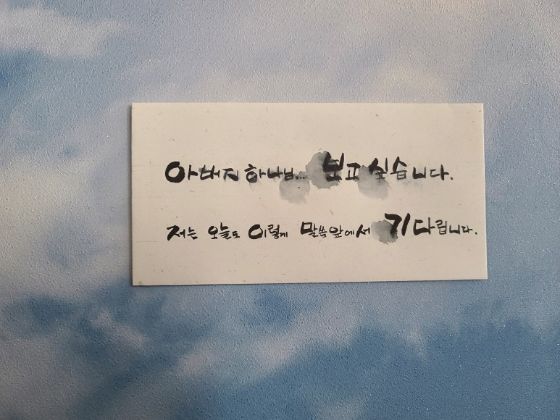 아버지 하나님... 보고 싶습니다.
저는 오늘도 이렇게 말씀 앞에서 기다립니다.